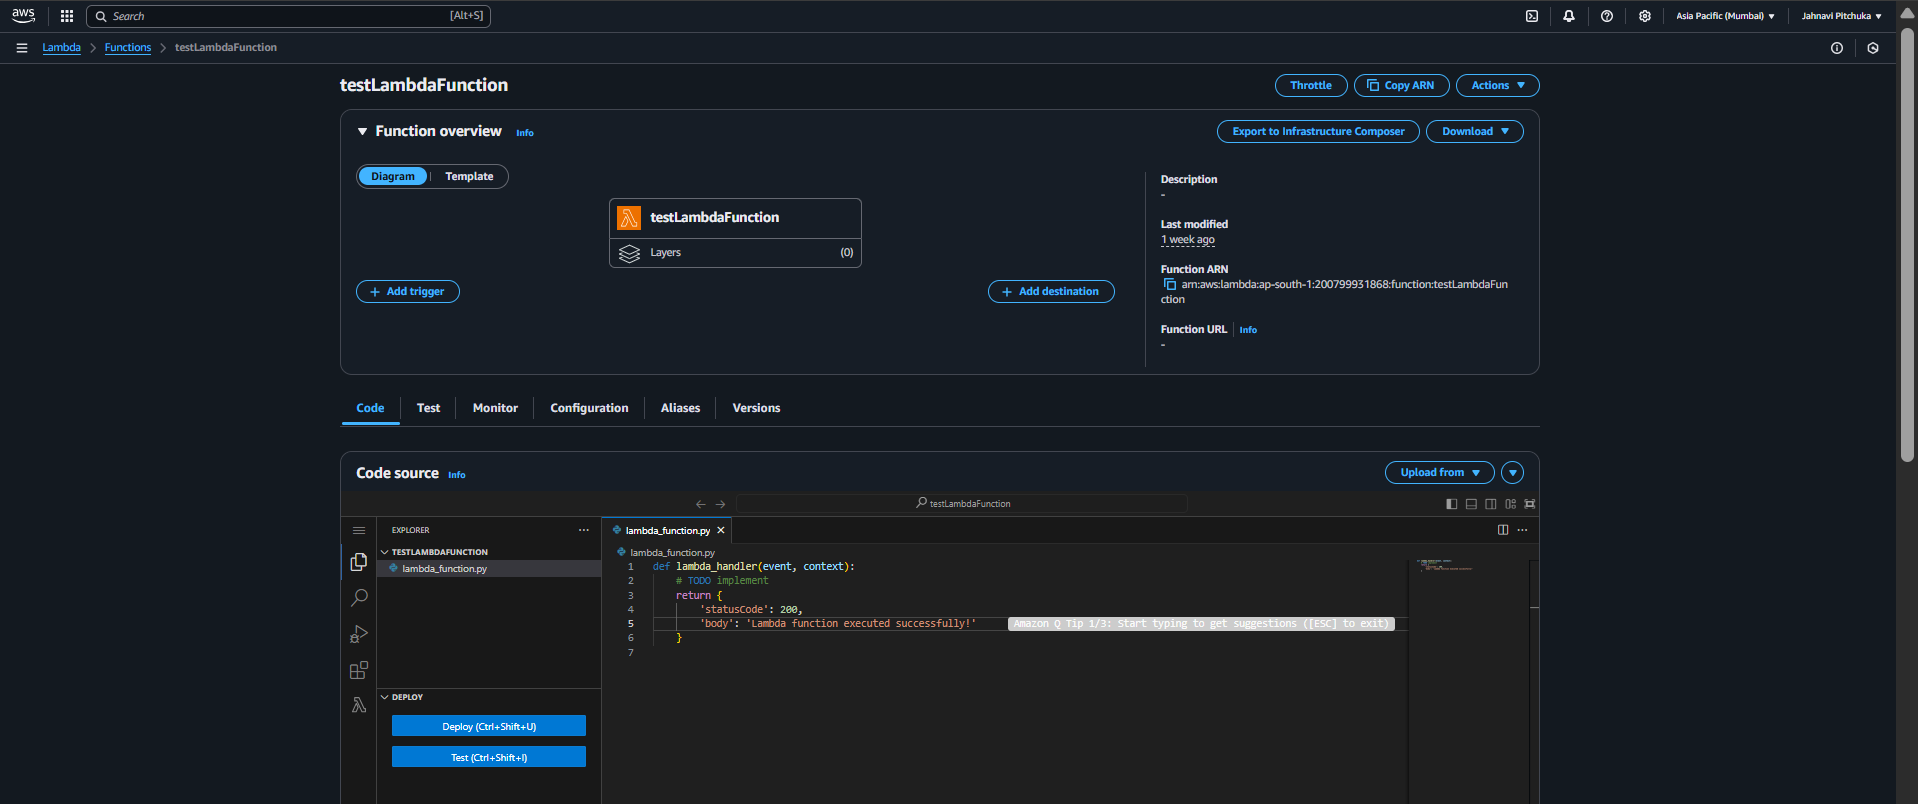 aws
Search [Alt+S]
Asia Pacific (Mumbai)
Jahnavi Pitchuka
Lambda Functions testLambdaFunction
testLambdaFunction
Throttle Copy ARN Actions
Function overview Info
Export to Infrastructure Composer Download
Diagram Template
testLambdaFunction
Layers (0)
Add trigger
Add destination
Description
-
Last modified
1 week ago
Function ARN
arn:aws:lambda:ap-south-1:200799931868:function:testLambdaFun
ction
Function URL Info
-
Code Test Monitor Configuration Aliases Versions
Code source Info
Upload from
testLambdaFunction
EXPLORER
TESTLAMBDAFUNCTION
lambda_function.py
DEPLOY
Deploy (Ctrl+Shift+U)
Test (Ctrl+Shift+I)
lambda_function.py
lambda_function.py
1 def lambda_handler(event, context):
2 # TODO implement
3 return {
4 'statusCode': 200,
5 'body': 'Lambda function executed successfully!' Amazon Q Tip 1/3: Start typing to get suggestions ([ESC] to exit)
6 }
7